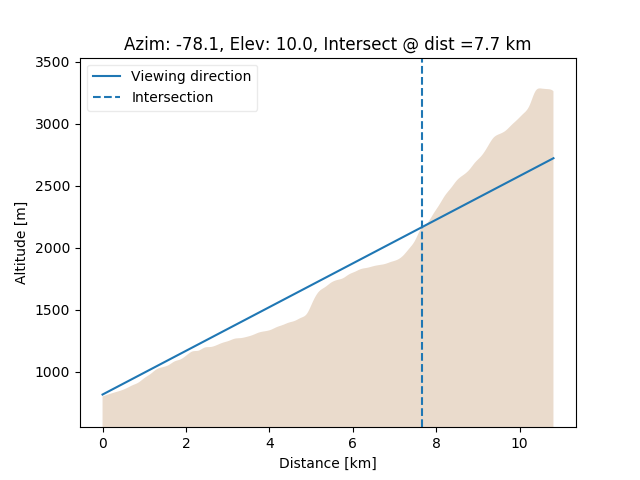 Azim: -78.1, Elev: 10.0, Intersect @ dist =7.7 km
Viewing direction
Intersection
3500
3000
2500
2000
1500
1000
Altitude [m]
0 2 4 6 8 10
Distance [km]